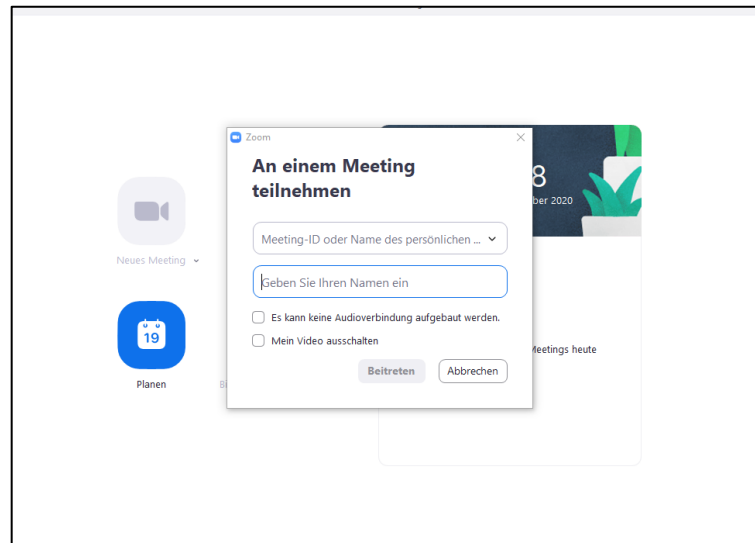 Zoom
An einem Meeting
teilnehmen
Meeting-ID oder Name des persönlichen ...
Geben Sie Ihren Namen ein
Es kann keine Audioverbindung aufgebaut werden.
Mein Video ausschalten
Beitreten
Abbrechen
Neues Meeting
19
Planen
8
2020
Meetings heute